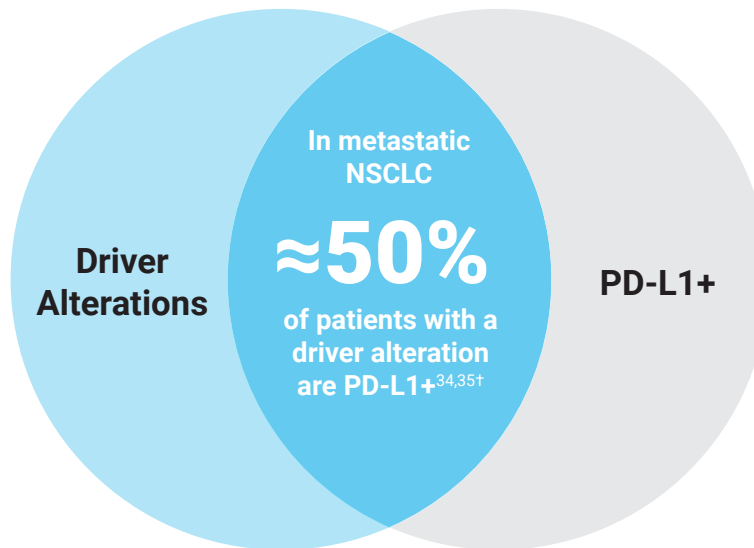 Driver
Alterations
In metastatic
NSCLC
≈50%
of patients with a
driver alteration
are PD-L1+34,35†
PD-L1+